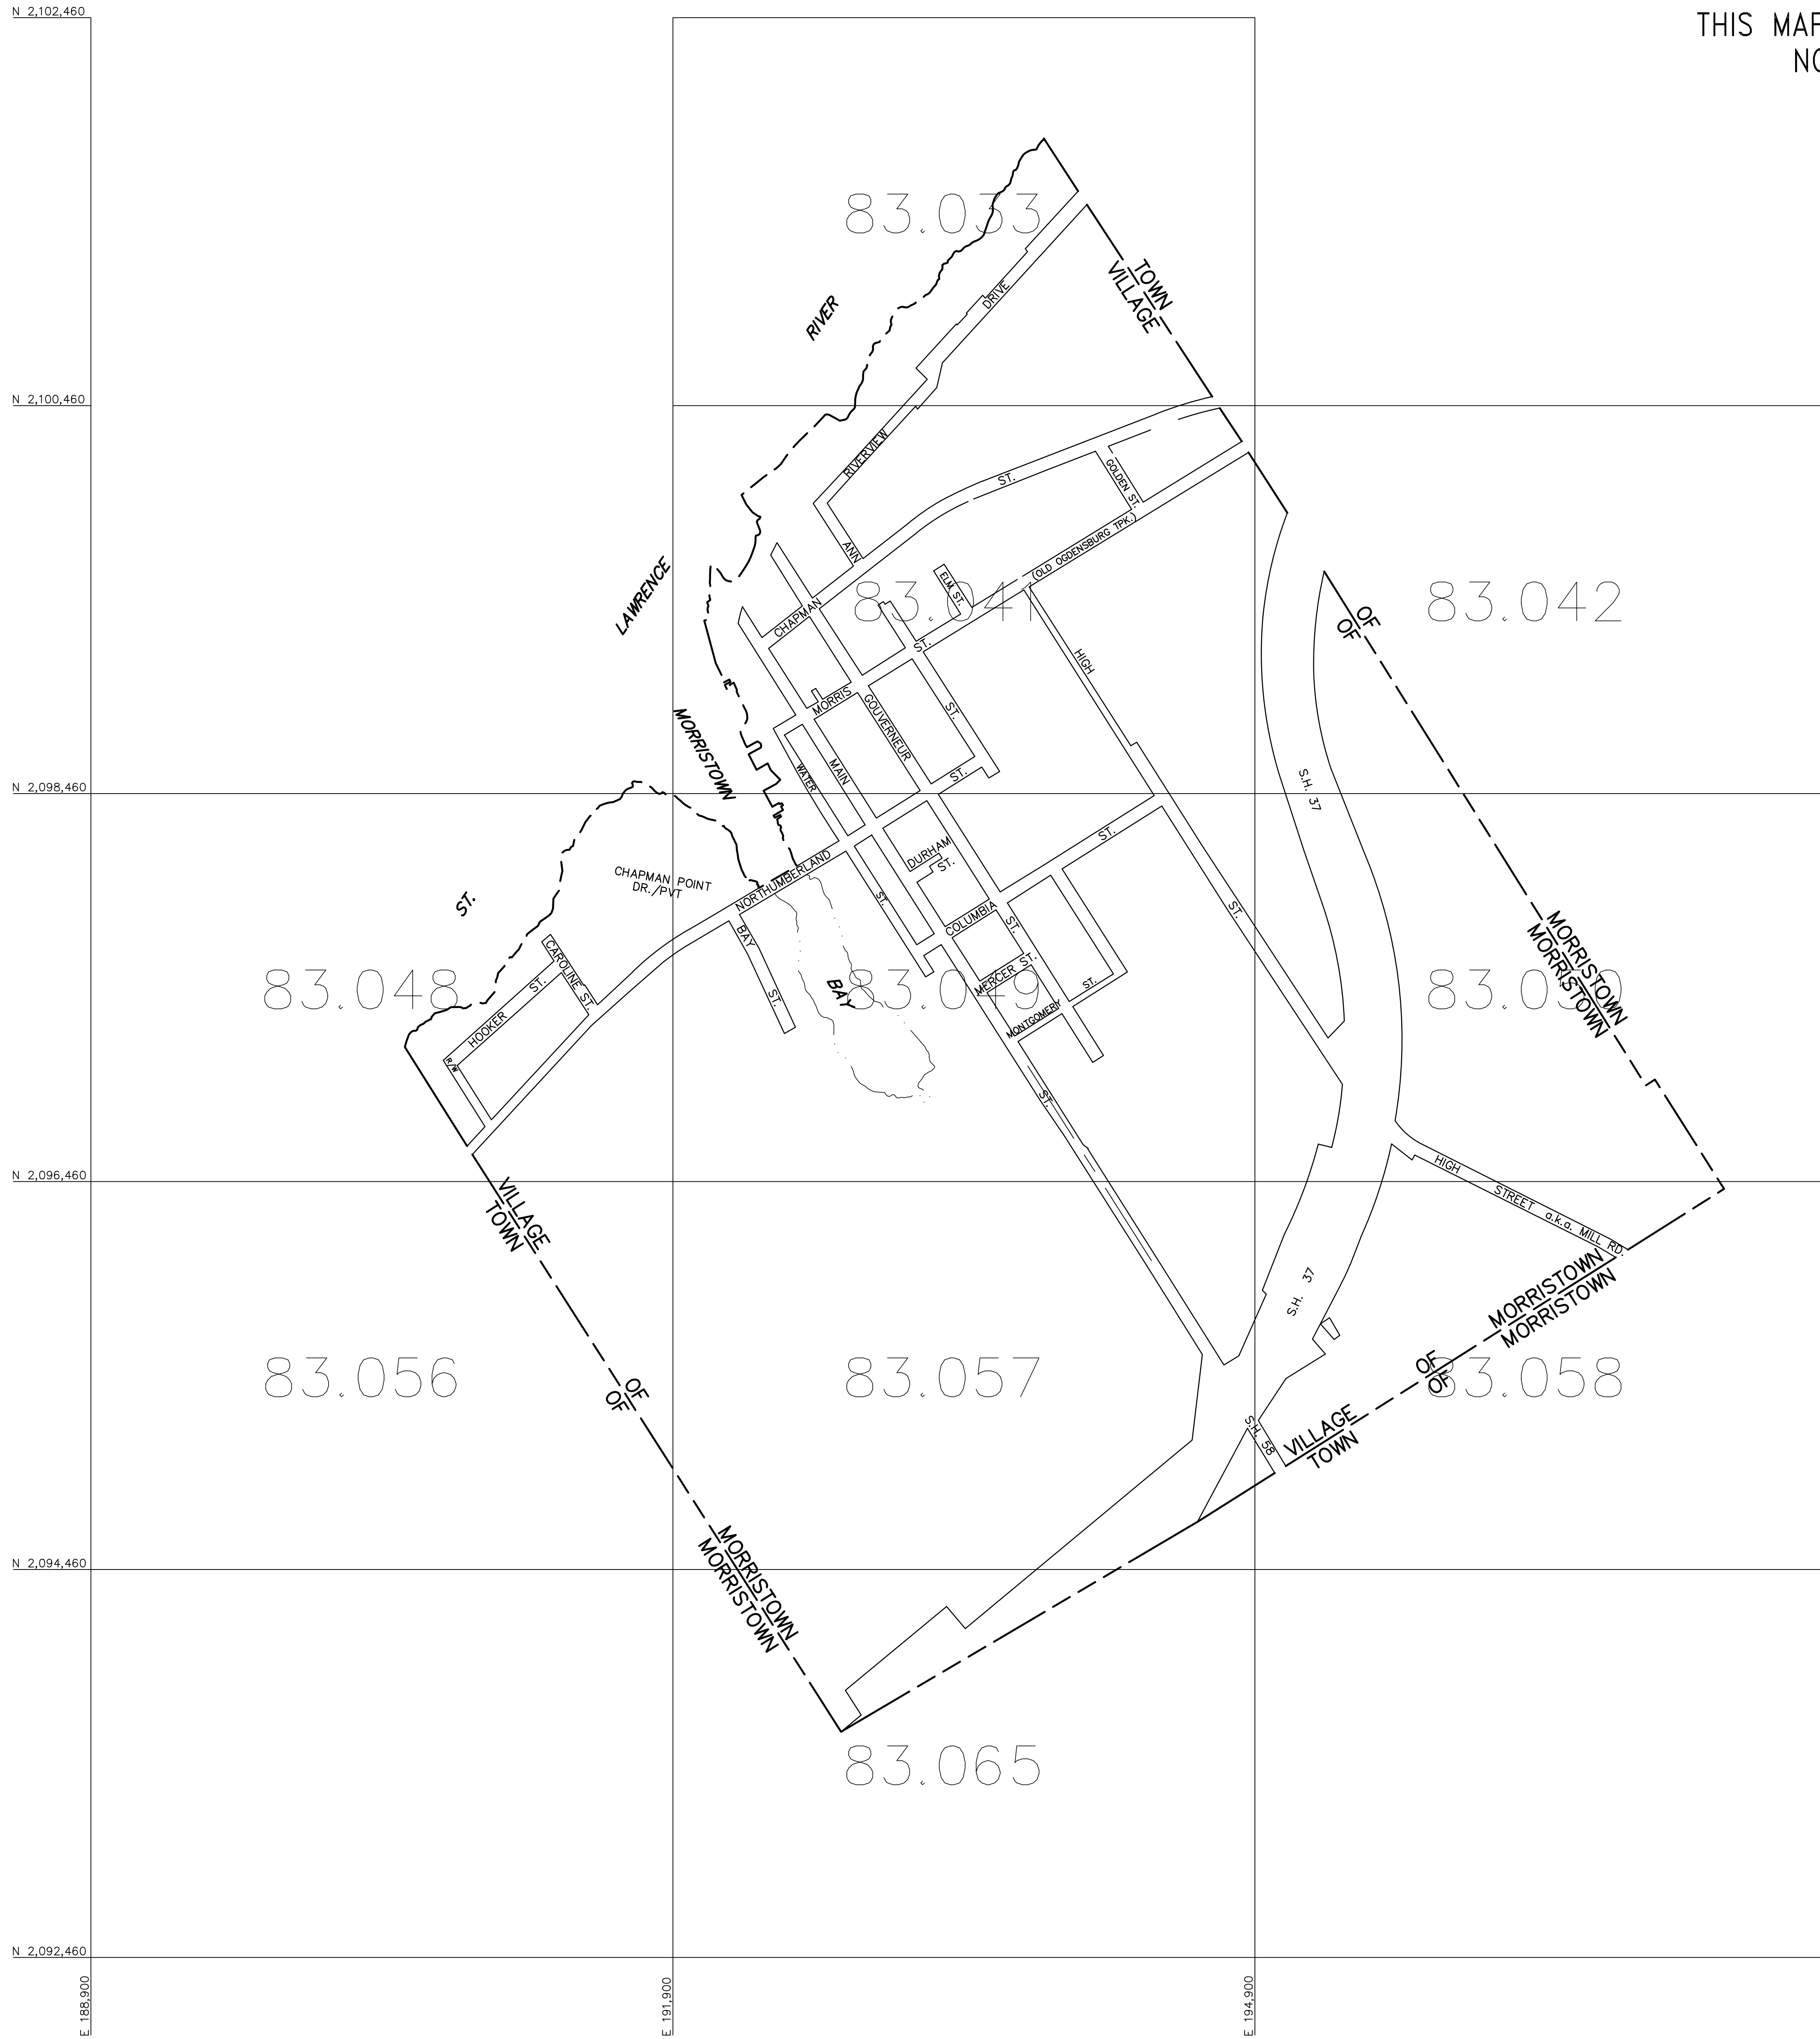 N 2,102,460
THIS MAP
NO
83.033
TOWN
VILLAGE
RIVER
DRIVE
N 2,100,460
RIVERVIEW
ST.
GOLDEN ST.
(OLD OGDENSBURG TPK.)
ANN
ELM ST.
LAWRENCE
CHAPMAN
83.041
83.042
OF
OF
ST.
HIGH
MORRIS
GOUVERNEUR
ST.
MORRISTOWN
MAIN
WATER
ST.
S.H. 37
N 2,098,460
ST.
DURHAM
ST.
NORTHUMBERLAND
CHAPMAN POINT
DR./PVT
ST.
ST.
ST.
COLUMBIA
ST.
BAY
ST.
MORRISTOWN
MORRISTOWN
CAROLINE ST.
ST.
HOOKER
R/W
83.048
BAY
83.049
MERCER ST.
ST.
MONTGOMERY
83.050
ST.
N 2,096,460
HIGH
STREET a.k.a. MILL RD.
VILLAGE
TOWN
MORRISTOWN
MORRISTOWN
S.H. 37
83.056
OF
OF
83.057
OF
OF
83.058
S.H. 58
VILLAGE
TOWN
N 2,094,460
MORRISTOWN
MORRISTOWN
83.065
N 2,092,460
E 188,900
E 191,900
E 194,900